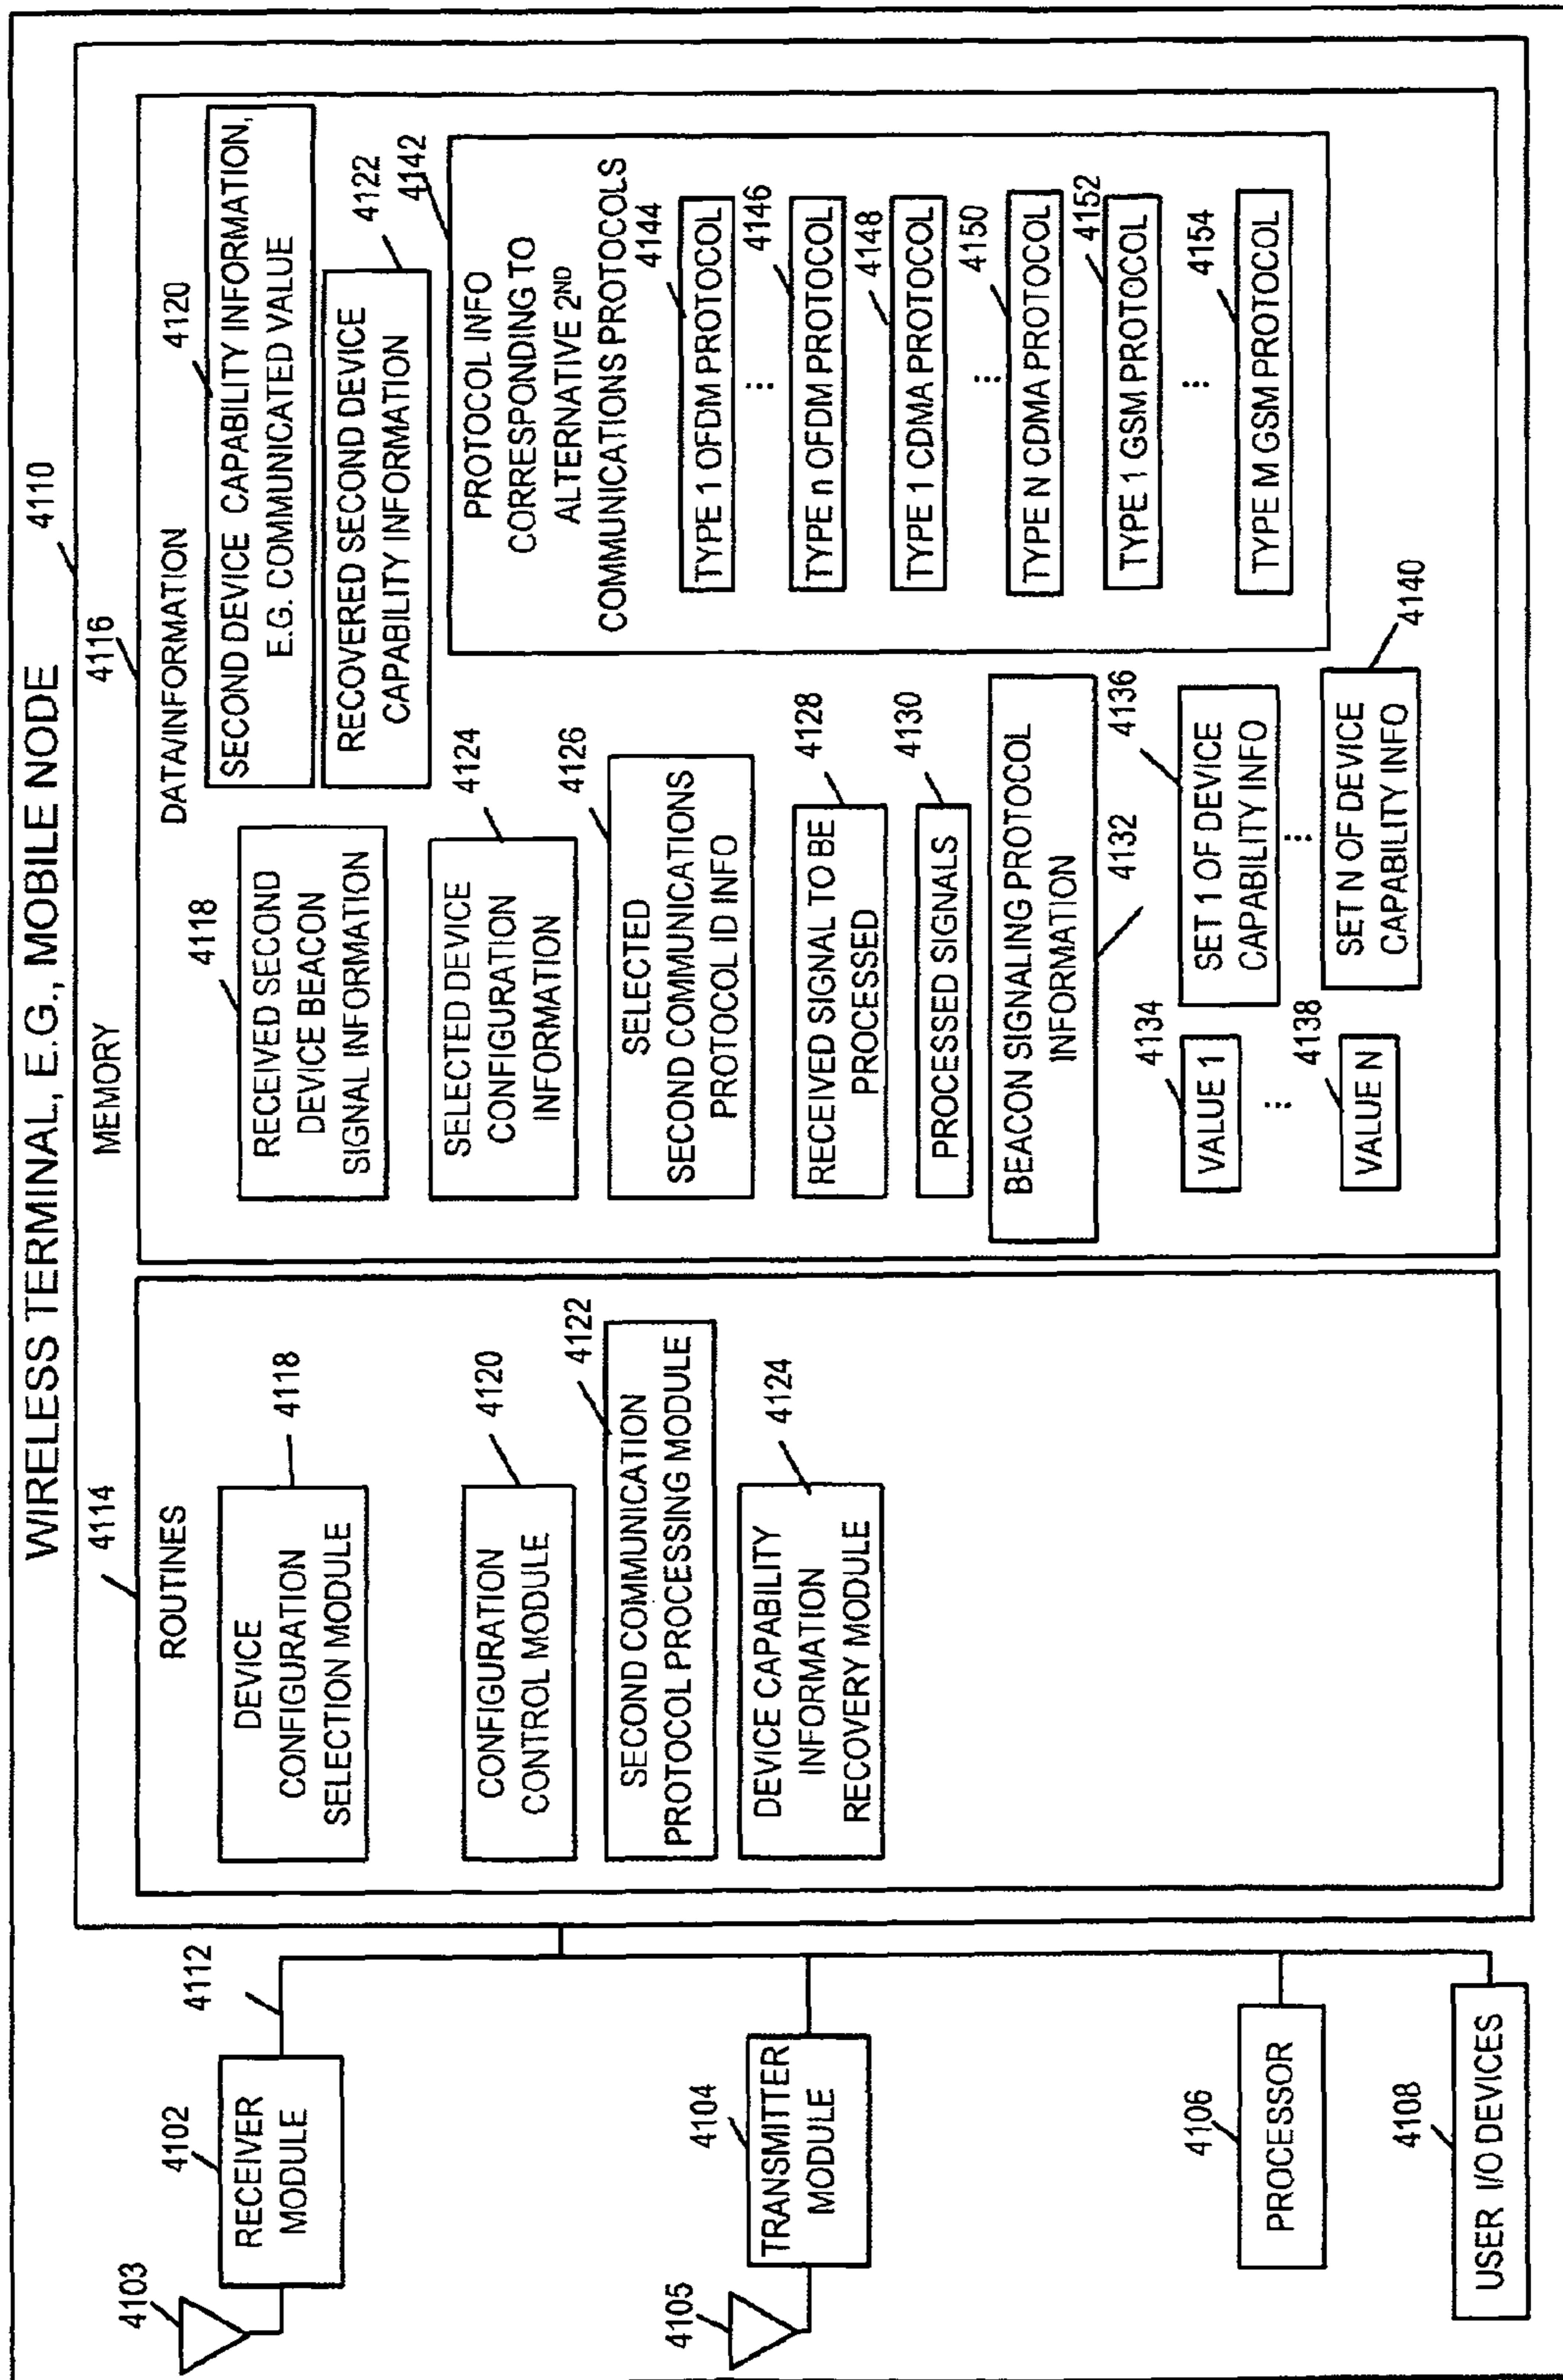 WIRELESS TERMINAL, E.G., MOBILE NODE
4110
4103
4102
RECEIVER
MODULE
4112
4105
4104
TRANSMITTER
MODULE
4106
PROCESSOR
4108
USER I/O DEVICES
MEMORY
4114
ROUTINES
DEVICE
CONFIGURATION
SELECTION MODULE
4118
CONFIGURATION
CONTROL MODULE
4120
SECOND COMMUNICATION
PROTOCOL PROCESSING MODULE
4122
DEVICE CAPABILITY
INFORMATION
RECOVERY MODULE
4124
4116
DATA/INFORMATION
4118
RECEIVED SECOND
DEVICE BEACON
SIGNAL INFORMATION
4120
SECOND DEVICE CAPABILITY INFORMATION,
E.G. COMMUNICATED VALUE
RECOVERED SECOND DEVICE
CAPABILITY INFORMATION
4122
SELECTED DEVICE
CONFIGURATION
INFORMATION
4124
SELECTED
SECOND COMMUNICATIONS
PROTOCOL ID INFO
4126
RECEIVED SIGNAL TO BE
PROCESSED
4128
PROCESSED SIGNALS
4130
BEACON SIGNALING PROTOCOL
INFORMATION
4132
4134
VALUE 1
SET 1 OF DEVICE
CAPABILITY INFO
4136
...
...
4138
VALUE N
SET N OF DEVICE
CAPABILITY INFO
4140
4142
PROTOCOL INFO
CORRESPONDING TO
ALTERNATIVE 2ND
COMMUNICATIONS PROTOCOLS
4144
TYPE 1 OFDM PROTOCOL
...
4146
TYPE n OFDM PROTOCOL
4148
TYPE 1 CDMA PROTOCOL
...
4150
TYPE N CDMA PROTOCOL
4152
TYPE 1 GSM PROTOCOL
...
4154
TYPE M GSM PROTOCOL